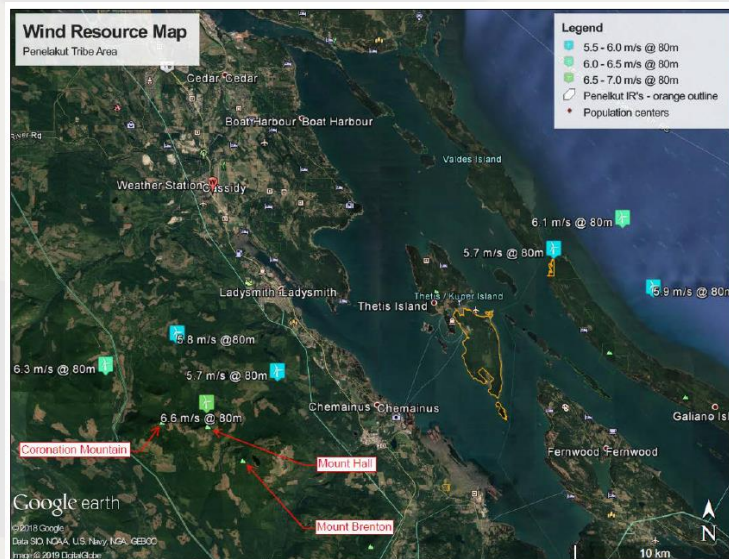 Wind Resource Map
Penelakut Tribe Area
Legend
5.5 - 6.0 m/s @ 80m
6.0 - 6.5 m/s @ 80m
6.5 - 7.0 m/s @ 80m
Penelkut IR's - orange outline
Population centers
Cedar Cedar
Boat Harbour Boat Harbour
Valdes Island
Weather Station
Cassidy
6.1 m/s @ 80m
5.7 m/s @ 80m
5.9 m/s @ 80m
Ladysmith Ladysmith
Thetis / Kuper Island
Thetis Island
5.8 m/s @80m
6.3 m/s @ 80m
5.7 m/s @ 80m
6.6 m/s @ 80m
Chemainus Chemainus
Galiano Isl
Coronation Mountain
Mount Hall
Fernwood Fernwood
Mount Brenton
Google earth
© 2018 Google
Data SIO, NOAA, U.S. Navy, NGA, GEBCO
Image © 2019 DigitalGlobe
N
10 km